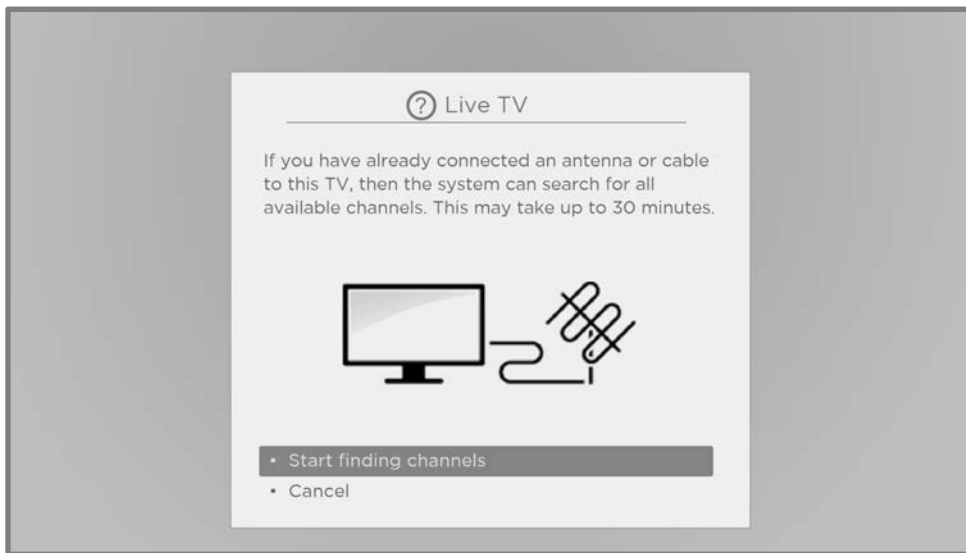 ? Live TV
If you have already connected an antenna or cable
to this TV, then the system can search for all
available channels. This may take up to 30 minutes.
• Start finding channels
• Cancel